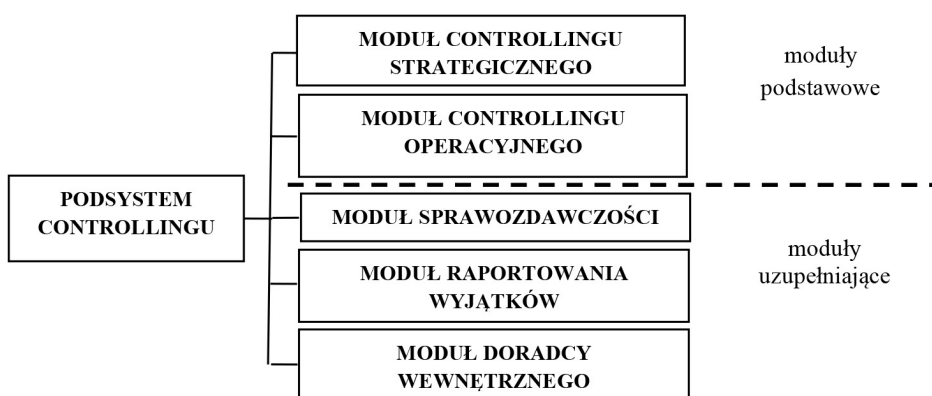 MODUŁ CONTROLLINGU
STRATEGICZNEGO
moduły
podstawowe
MODUŁ CONTROLLINGU
OPERACYJNEGO
PODSYSTEM
CONTROLLINGU
MODUŁ SPRAWOZDAWCZOŚCI
moduły
uzupełniające
MODUŁ RAPORTOWANIA
WYJĄTKÓW
MODUŁ DORADCY
WEWNĘTRZNEGO